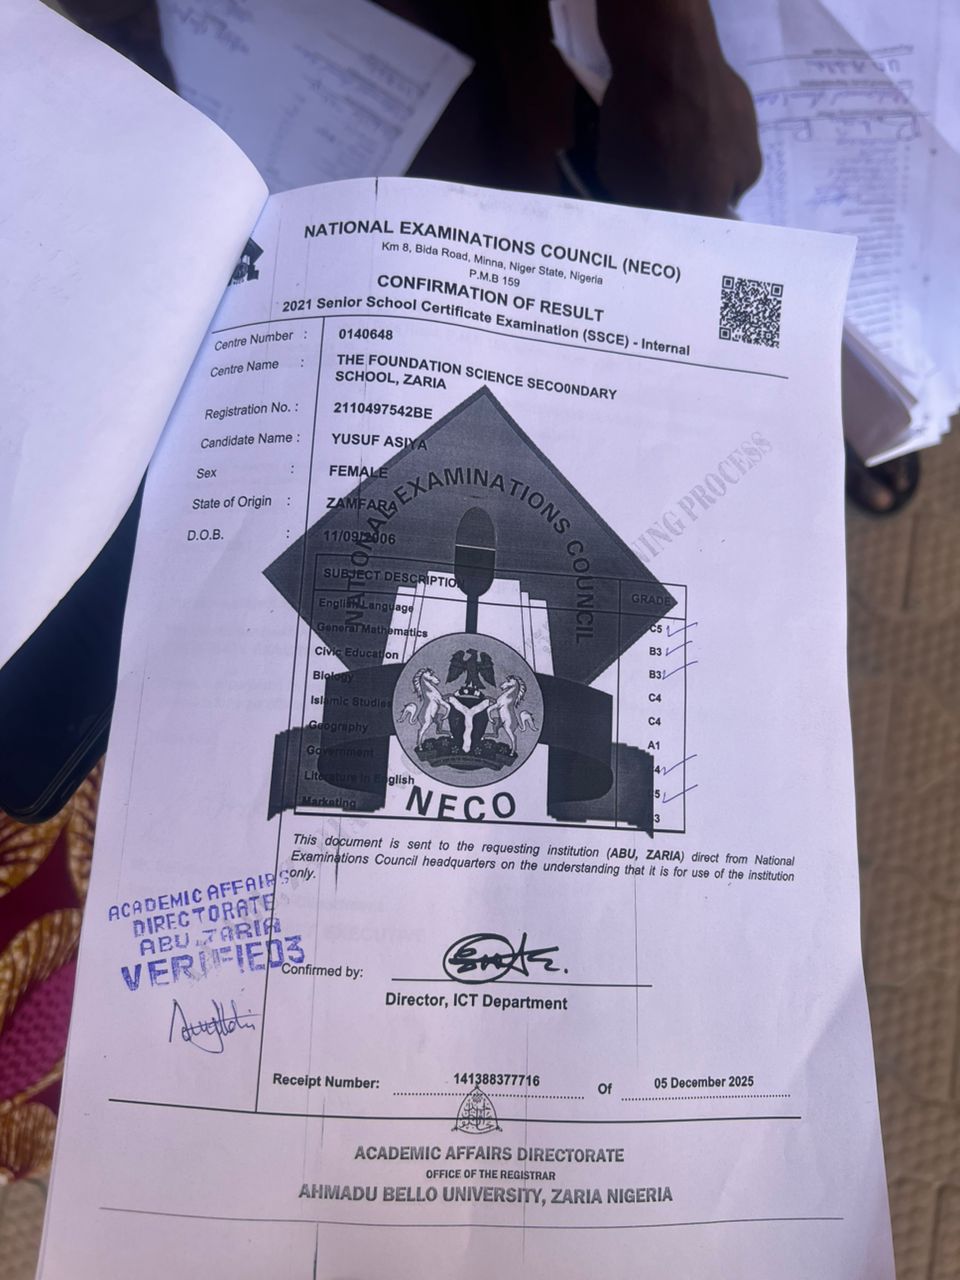 NATIONAL EXAMINATIONS COUNCIL (NECO)
Km 8, Bida Road, Minna, Niger State, Nigeria
P.M.B 159
CONFIRMATION OF RESULT
2021 Senior School Certificate Examination (SSCE) - Internal
Centre Number : 0140648
Centre Name : THE FOUNDATION SCIENCE SECO0NDARY
SCHOOL, ZARIA
Registration No. : 2110497542BE
Candidate Name : YUSUF ASIYA
Sex : FEMALE
State of Origin : ZAMFARA
D.O.B. : 11/09/2006
NATIONAL EXAMINATIONS COUNCIL
NING PROCESS
SUBJECT DESCRIPTION GRADE
English Language C5
General Mathematics B3
Civic Education B3
Biology C4
Islamic Studies C4
Geography A1
Government 4
Literature In English 5
Marketing 3
NECO
This document is sent to the requesting institution (ABU, ZARIA) direct from National
Examinations Council headquarters on the understanding that it is for use of the institution
only.
ACADEMIC AFFAIRS
DIRECTORATE
ABU ZARIA
VERIFIED3
Confirmed by:
Director, ICT Department
Receipt Number: 141388377716 Of 05 December 2025
ACADEMIC AFFAIRS DIRECTORATE
OFFICE OF THE REGISTRAR
AHMADU BELLO UNIVERSITY, ZARIA NIGERIA